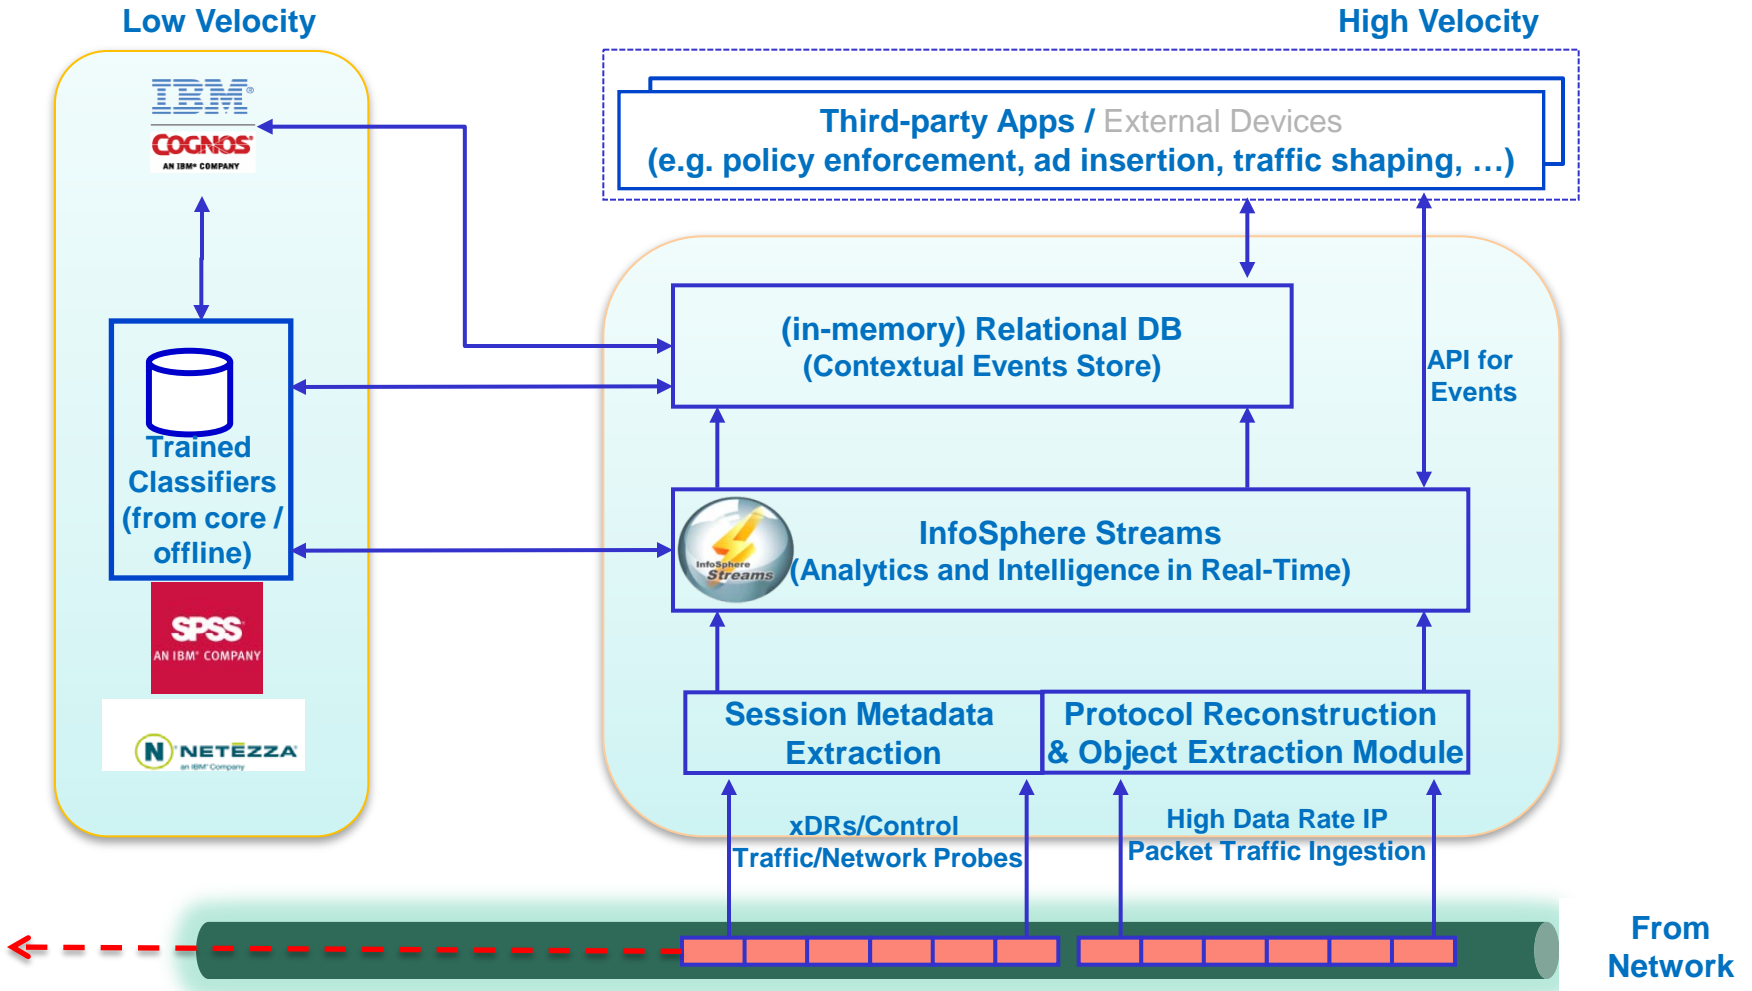 Low Velocity
High Velocity
IBM®
COGNOS®
AN IBM® COMPANY
Third-party Apps / External Devices
(e.g. policy enforcement, ad insertion, traffic shaping, …)
(in-memory) Relational DB
(Contextual Events Store)
API for
Events
Trained
Classifiers
(from core /
offline)
InfoSphere
Streams
InfoSphere Streams
(Analytics and Intelligence in Real-Time)
SPSS
AN IBM® COMPANY
N NETEZZA
an IBM® Company
Session Metadata
Extraction
Protocol Reconstruction
& Object Extraction Module
xDRs/Control
Traffic/Network Probes
High Data Rate IP
Packet Traffic Ingestion
From
Network